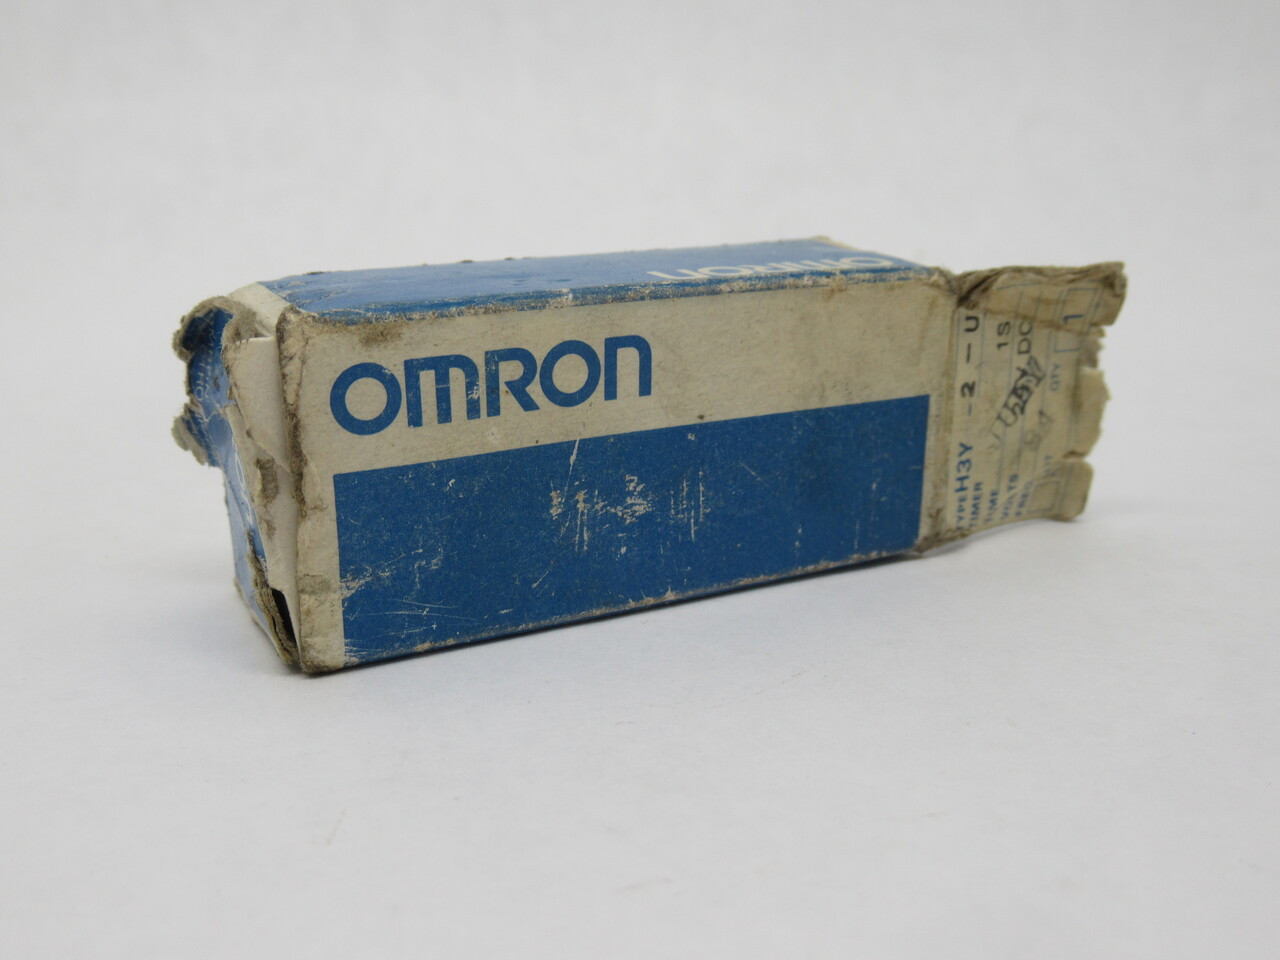 OMRON
OMRON
TYPE H3Y -2 -U
TIMER
TIME 1S
VOLTS DC
QTY 1